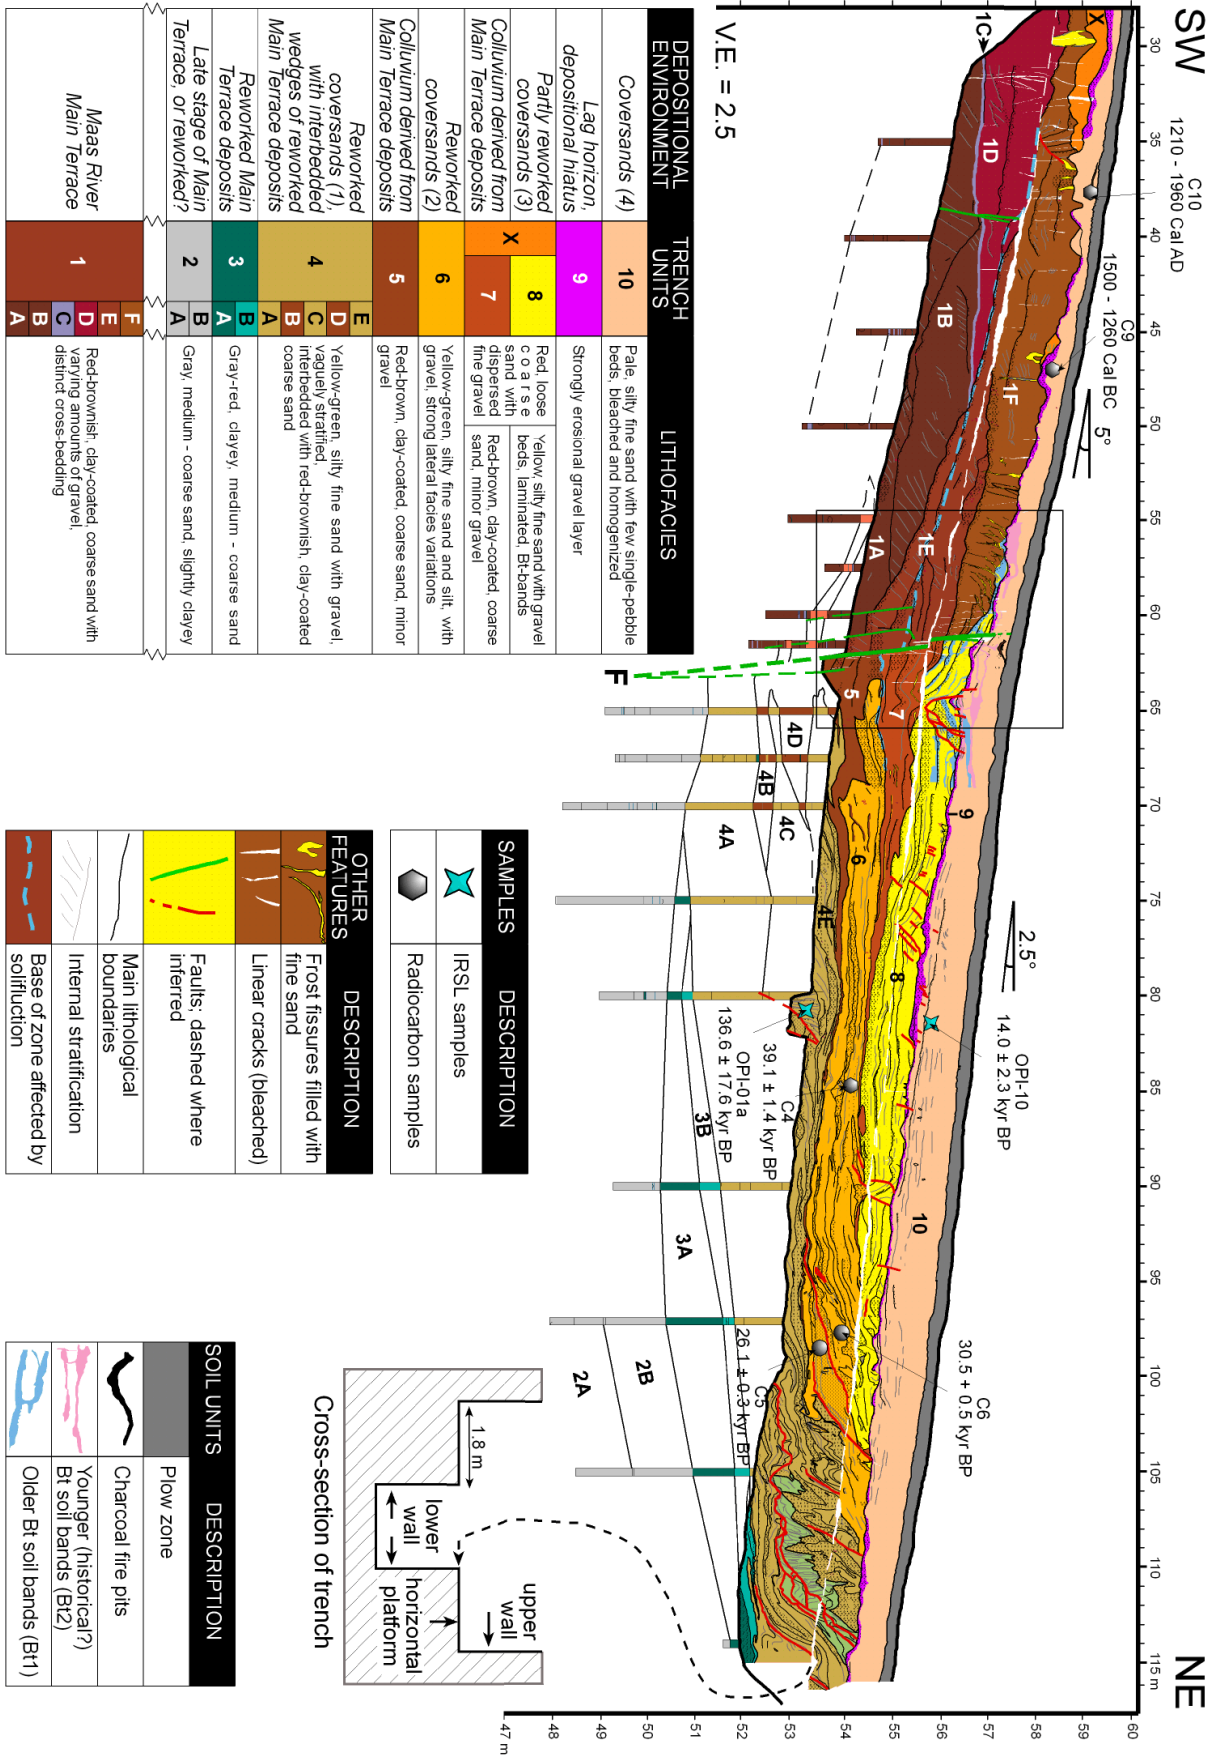 SW
NE
V.E. = 2.5
30
35
40
45
50
55
60
65
70
75
80
85
90
95
100
105
110
115 m
60
59
58
57
56
55
54
53
52
51
50
49
48
47 m
C10
1210 - 1960 Cal AD
C9
1500 - 1260 Cal BC
5°
2.5°
OPI-10
14.0 ± 2.3 kyr BP
C6
30.5 + 0.5 kyr BP
C4
39.1 ± 1.4 kyr BP
OPI-01a
136.6 ± 17.6 kyr BP
C5
26.1 ± 0.3 kyr BP
X
1C
1D
1B
1F
1E
1A
F
5
7
9
6
8
10
4D
4B
4C
4A
4E
3B
3A
2B
2A
DEPOSITIONAL
ENVIRONMENT
TRENCH
UNITS
LITHOFACIES
Coversands (4)
10
Pale, silty fine sand with few single-pebble
beds, bleached and homogenized
Lag horizon,
depositional hiatus
9
Strongly erosional gravel layer
Partly reworked
coversands (3)
X
8
Red, loose
coarse
sand with
dispersed
fine gravel
Yellow, silty fine sand with gravel
beds, laminated, Et-bands
Colluvium derived from
Main Terrace deposits
7
Red-brown, clay-coated, coarse
sand, minor gravel
Reworked
coversands (2)
6
Yellow-green, silty fine sand and silt, with
gravel, strong lateral facies variations
Colluvium derived from
Main Terrace deposits
5
Red-brown, clay-coated, coarse sand, minor
gravel
Reworked
coversands (1),
with interbedded
wedges of reworked
Main Terrace deposits
4
E
D
C
B
A
Yellow-green, silty fine sand with gravel,
vaguely stratified,
interbedded with red-brownish, clay-coated
coarse sand
Reworked Main
Terrace deposits
3
B
A
Gray-red, clayey, medium - coarse sand
Late stage of Main
Terrace, or reworked?
2
B
A
Gray, medium - coarse sand, slightly clayey
Maas River
Main Terrace
1
F
E
D
C
B
A
Red-brownish, clay-coated, coarse sand with
varying amounts of gravel,
distinct cross-bedding
SAMPLES
DESCRIPTION
IRSL samples
Radiocarbon samples
OTHER
FEATURES
DESCRIPTION
Frost fissures filled with
fine sand
Linear cracks (bleached)
Faults; dashed where
inferred
Main lithological
boundaries
Internal stratification
Base of zone affected by
solifluction
Cross-section of trench
1.8 m
lower
wall
upper
wall
horizontal
platform
SOIL UNITS
DESCRIPTION
Plow zone
Charcoal fire pits
Younger (historical?)
Bt soil bands (Bt2)
Older Bt soil bands (Bt1)